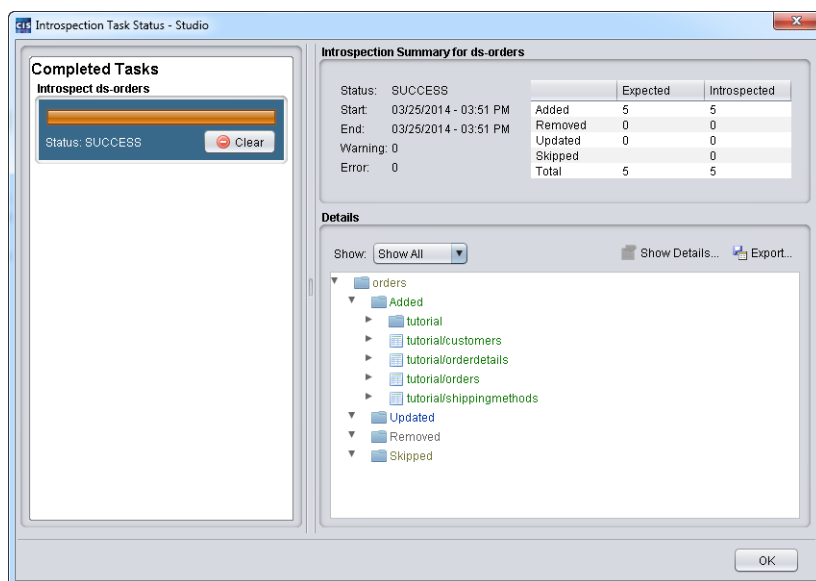 CIS Introspection Task Status - Studio
Completed Tasks
Introspect ds-orders
Status: SUCCESS
Clear
Introspection Summary for ds-orders
Status: SUCCESS
Start: 03/25/2014 - 03:51 PM
End: 03/25/2014 - 03:51 PM
Warning: 0
Error: 0
Expected Introspected
Added 5 5
Removed 0 0
Updated 0 0
Skipped 0
Total 5 5
Details
Show: Show All
Show Details...
Export...
orders
Added
tutorial
tutorial/customers
tutorial/orderdetails
tutorial/orders
tutorial/shippingmethods
Updated
Removed
Skipped
OK